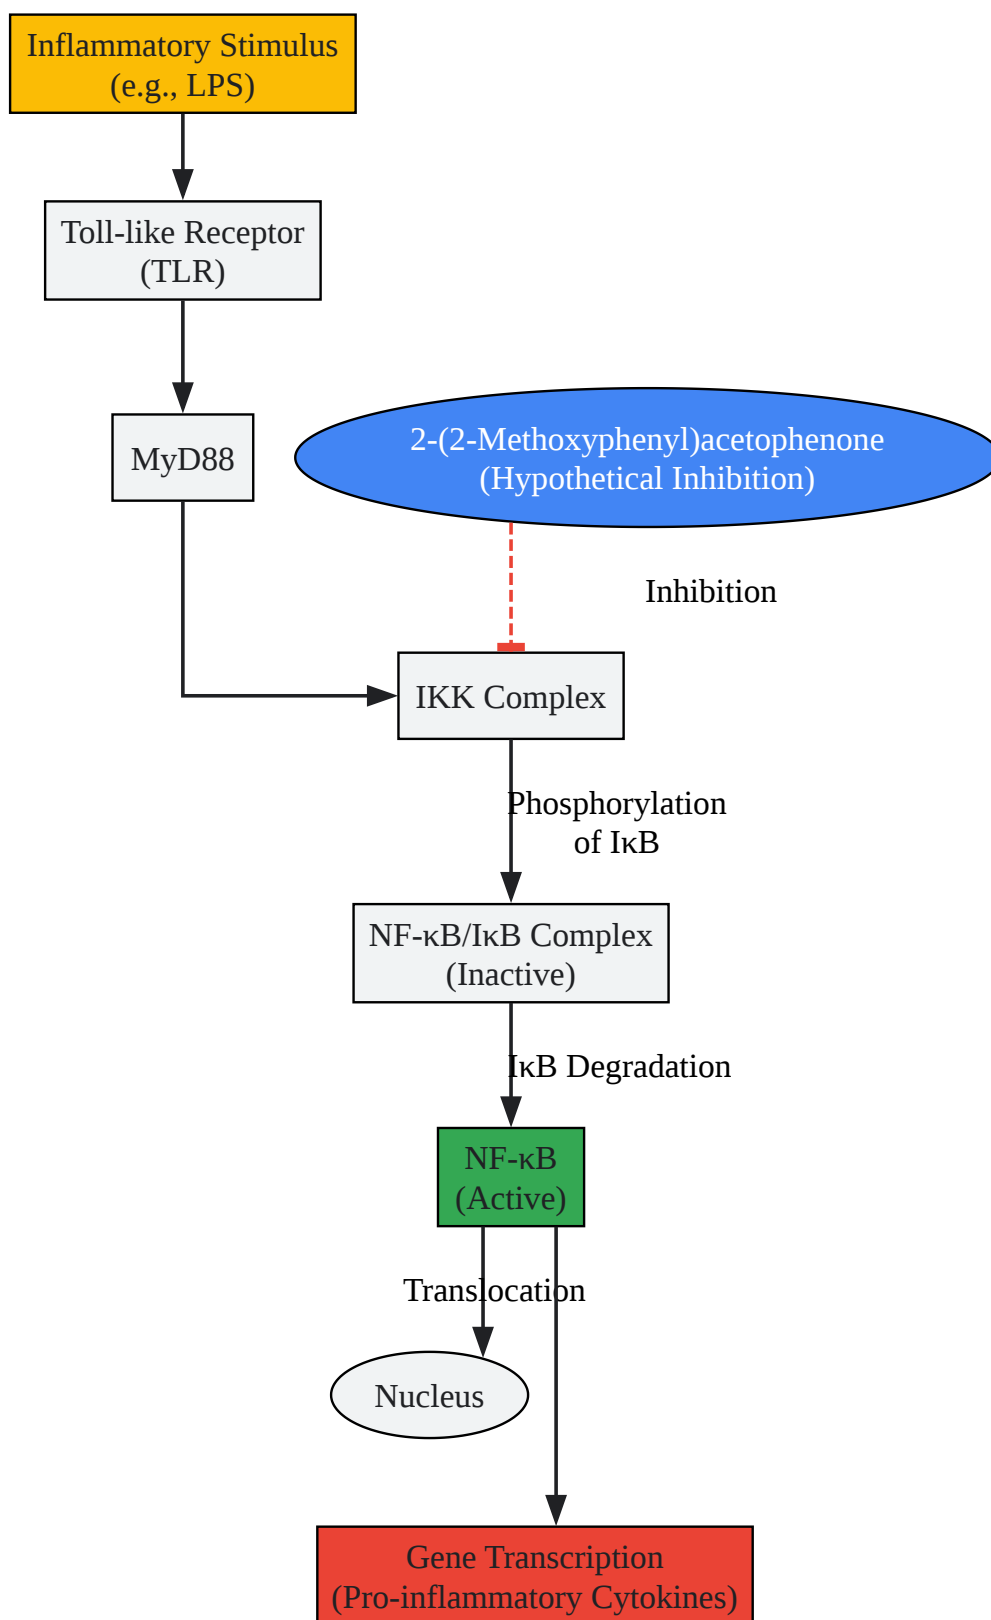 Inflammatory Stimulus
(e.g., LPS)
Toll-like Receptor
(TLR)
MyD88
2-(2-Methoxyphenyl)acetophenone
(Hypothetical Inhibition)
Inhibition
IKK Complex
Phosphorylation
of IκB
NF-κB/IκB Complex
(Inactive)
IκB Degradation
NF-κB
(Active)
Translocation
Nucleus
Gene Transcription
(Pro-inflammatory Cytokines)